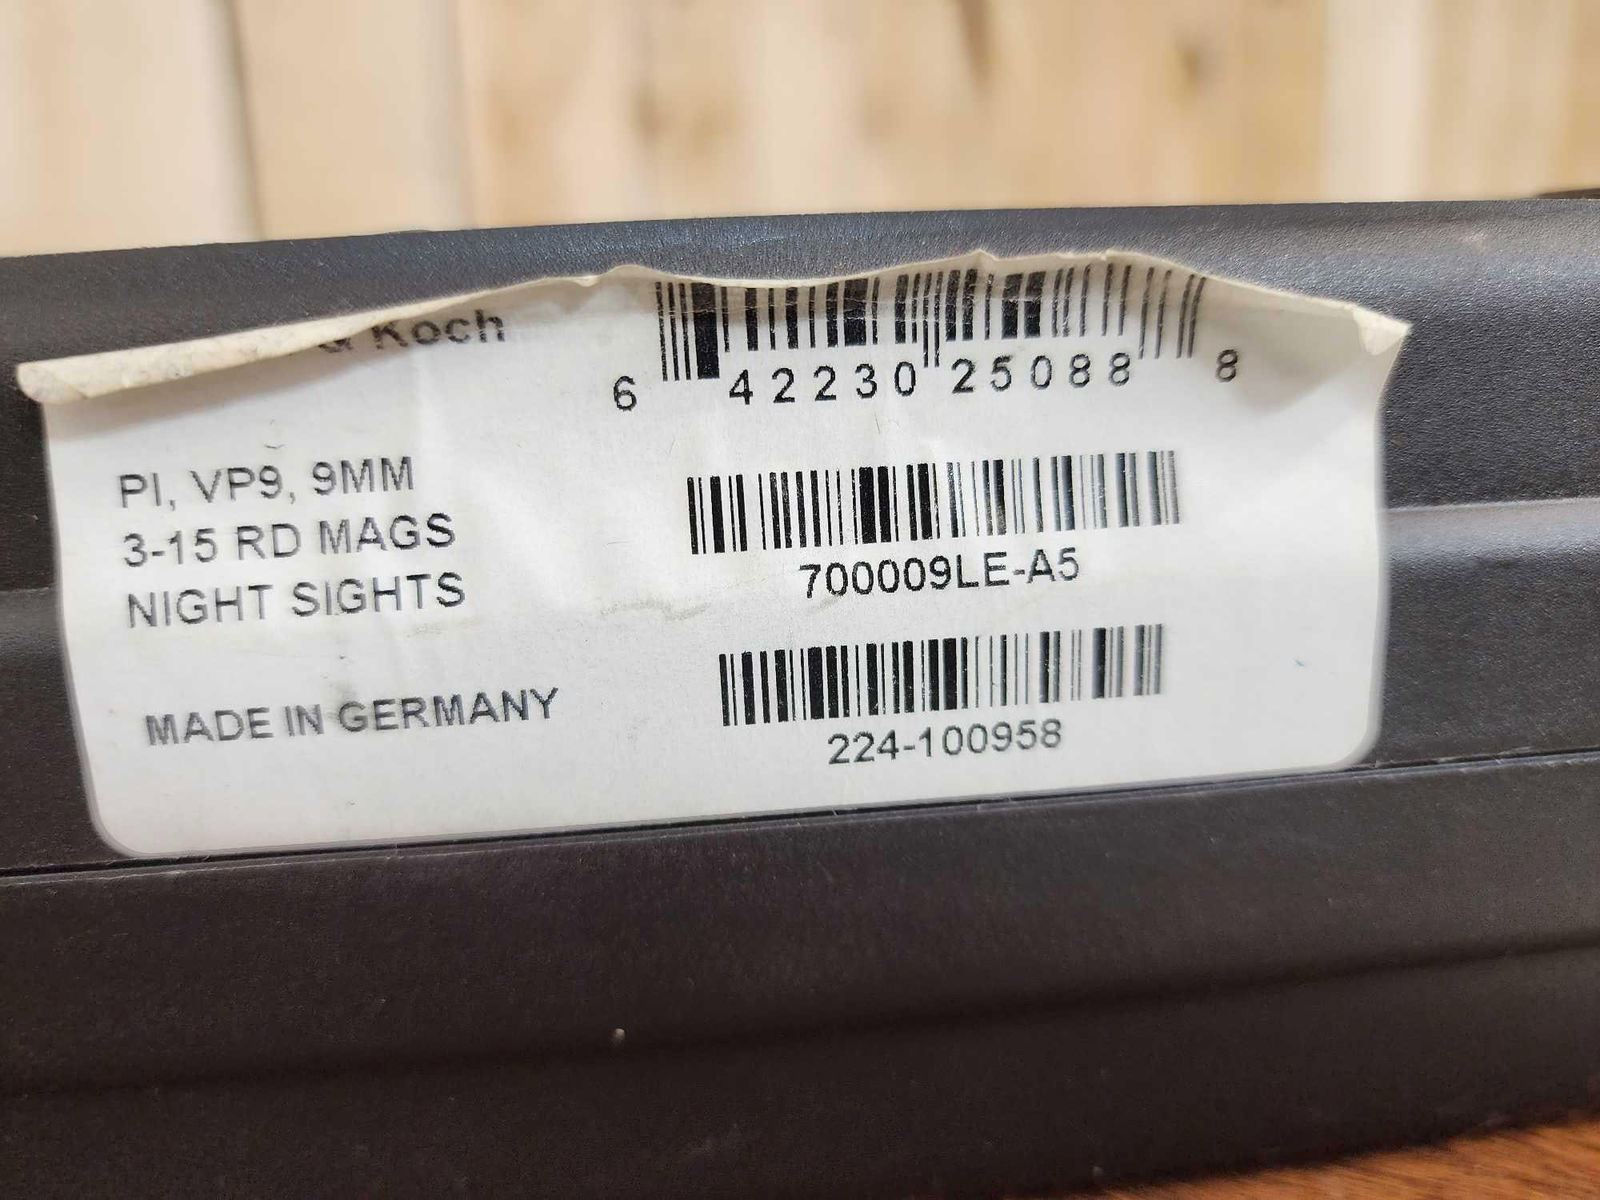 & Koch
6 42230 25088 8
PI, VP9, 9MM
3-15 RD MAGS
NIGHT SIGHTS
700009LE-A5
MADE IN GERMANY
224-100958